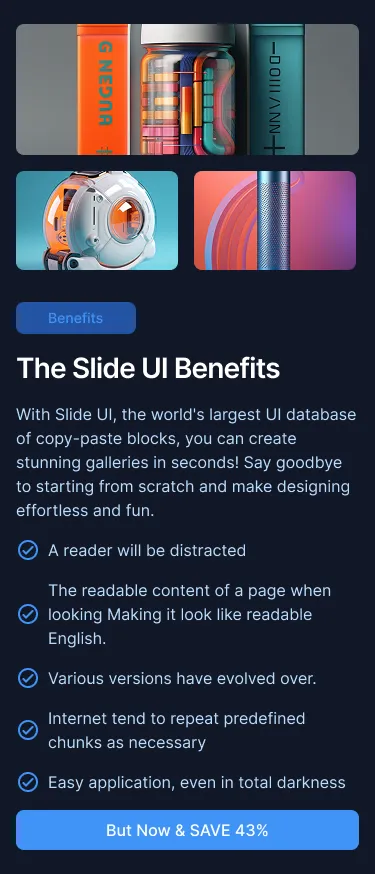 Benefits
The Slide UI Benefits
With Slide UI, the world's largest UI database
of copy-paste blocks, you can create
stunning galleries in seconds! Say goodbye
to starting from scratch and make designing
effortless and fun.
A reader will be distracted
The readable content of a page when
looking Making it look like readable
English.
Various versions have evolved over.
Internet tend to repeat predefined
chunks as necessary
Easy application, even in total darkness
But Now & SAVE 43%